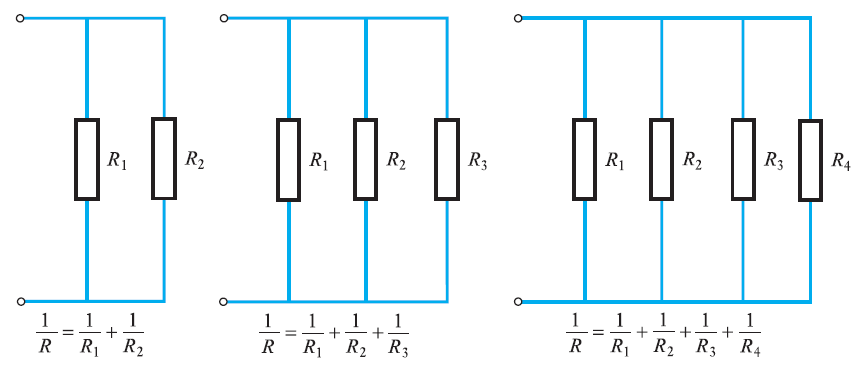 R₁ R₂
1/R = 1/R₁ + 1/R₂
R₁ R₂ R₃
1/R = 1/R₁ + 1/R₂ + 1/R₃
R₁ R₂ R₃ R₄
1/R = 1/R₁ + 1/R₂ + 1/R₃ + 1/R₄